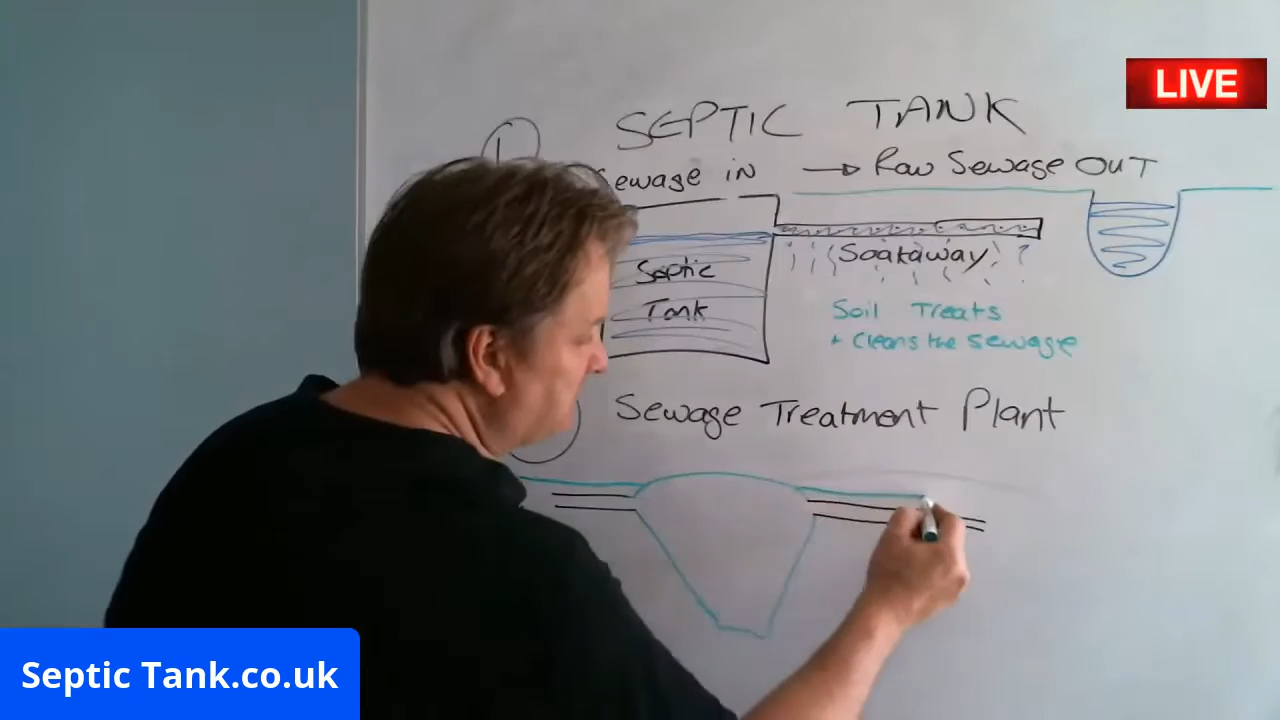 LIVE
SEPTIC TANK
Sewage in → Raw Sewage OUT
Septic
Tank
Soakaway
Soil Treats
+ Cleans the Sewage
Sewage Treatment Plant
Septic Tank.co.uk